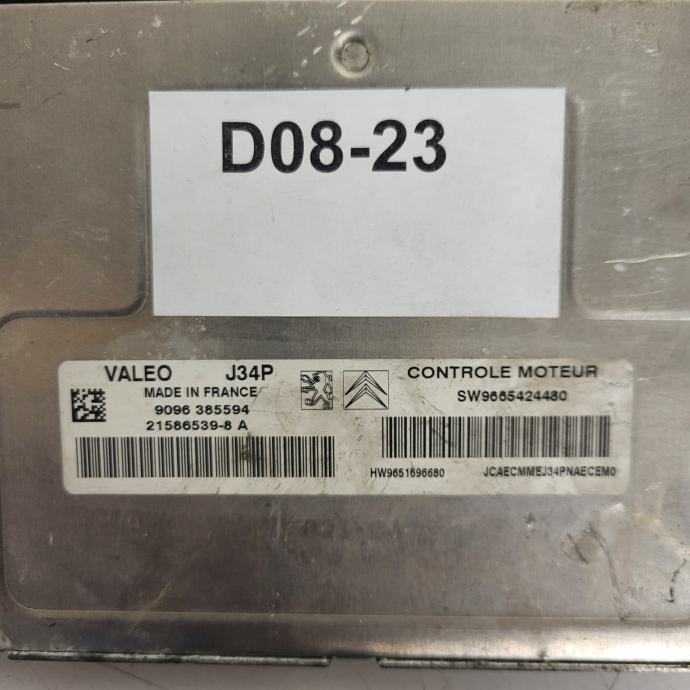 D08-23
VALEO J34P
MADE IN FRANCE
9096 385594
21586539-8 A
CONTROLE MOTEUR
SW9665424480
HW9651696680 JCAECMMEJ34PNAECEM0